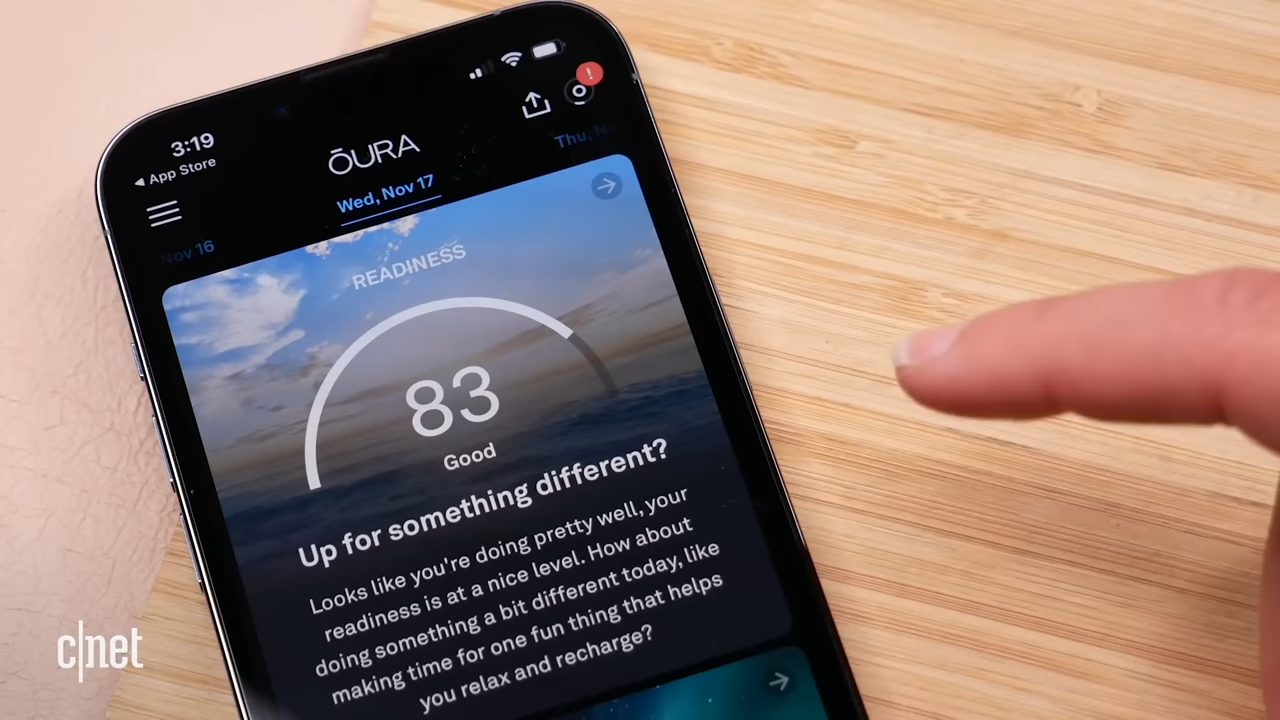 3:19
App Store
ŌURA
Thu, N
Wed, Nov 17
Nov 16
READINESS
83
Good
Up for something different?
Looks like you're doing pretty well, your
readiness is at a nice level. How about
doing something a bit different today, like
making time for one fun thing that helps
you relax and recharge?
c|net